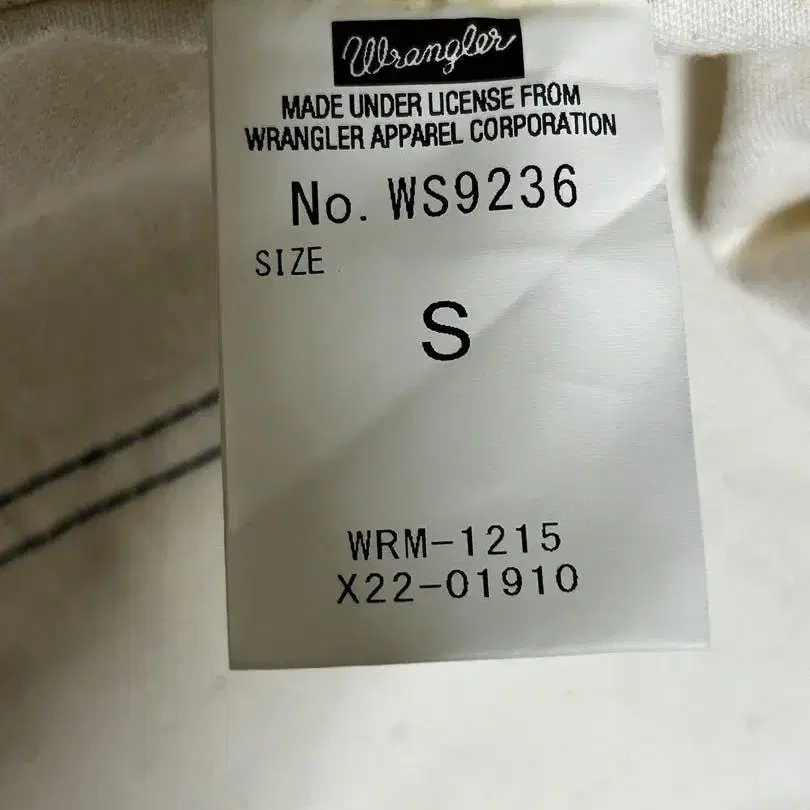 Wrangler
MADE UNDER LICENSE FROM
WRANGLER APPAREL CORPORATION
No. WS9236
SIZE
S
WRM-1215
X22-01910